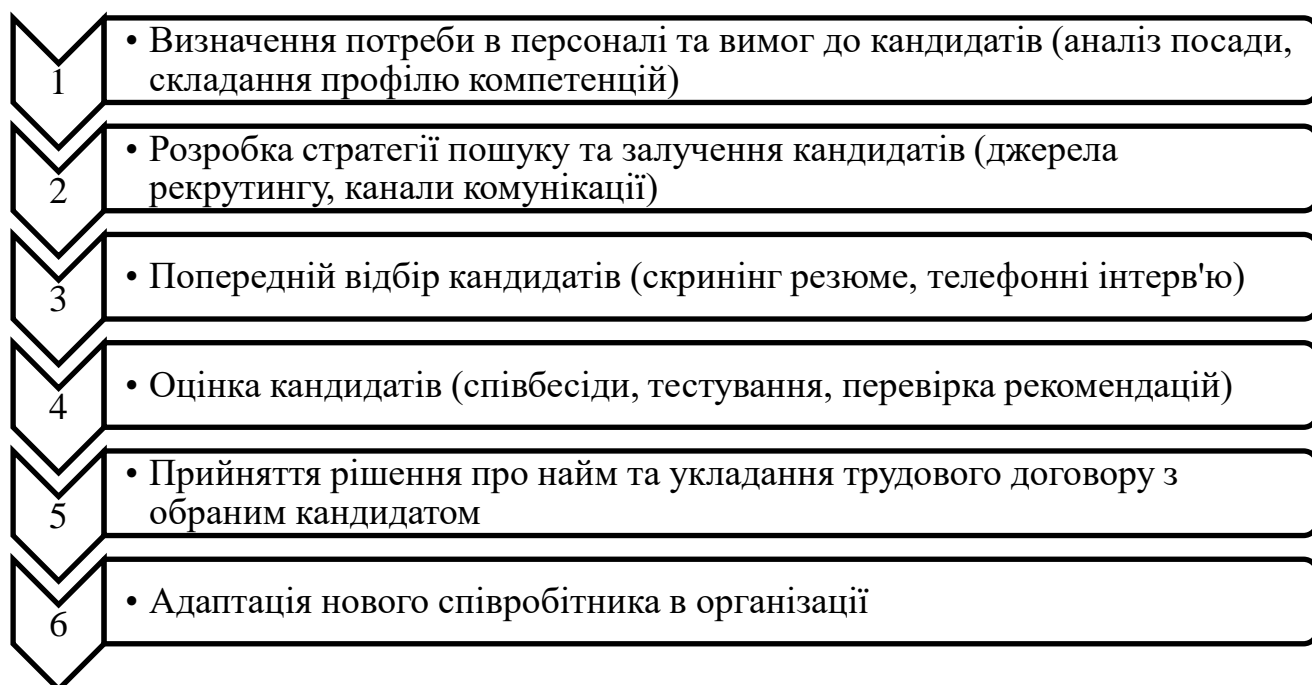 1
• Визначення потреби в персоналі та вимог до кандидатів (аналіз посади,
складання профілю компетенцій)
2
• Розробка стратегії пошуку та залучення кандидатів (джерела
рекрутингу, канали комунікації)
3
• Попередній відбір кандидатів (скринінг резюме, телефонні інтерв'ю)
4
• Оцінка кандидатів (співбесіди, тестування, перевірка рекомендацій)
5
• Прийняття рішення про найм та укладання трудового договору з
обраним кандидатом
6
• Адаптація нового співробітника в організації